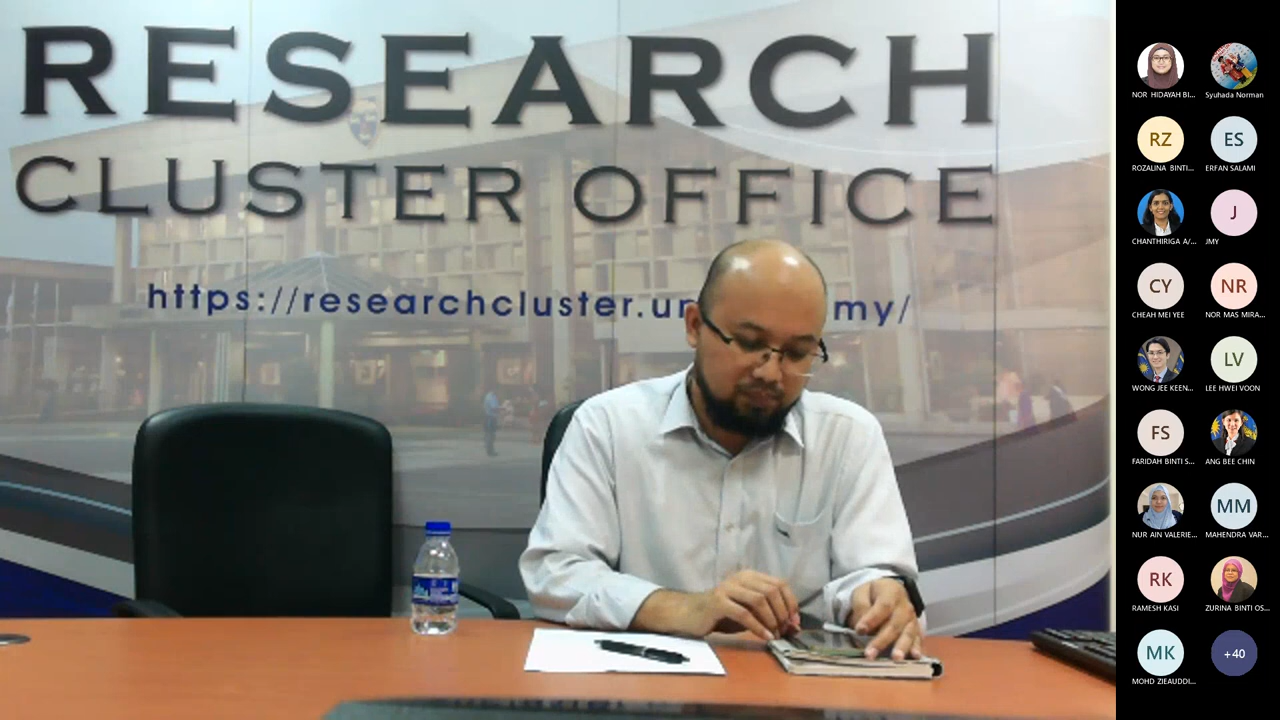 RESEARCH
CLUSTER OFFICE
https://researchcluster.u my/
NOR HIDAYAH BI...
Syuhada Norman
RZ
ES
ROZALINA BINTI...
ERFAN SALAMI
J
CHANTHIRIGA A/...
JMY
CY
NR
CHEAH MEI YEE
NOR MAS MIRA...
LV
WONG JEE KEEN...
LEE HWEI VOON
FS
FARIDAH BINTI S...
ANG BEE CHIN
MM
NUR AIN VALERIE...
MAHENDRA VAR...
RK
RAMESH KASI
ZURINA BINTI OS...
MK
+40
MOHD ZIEAUDDI...